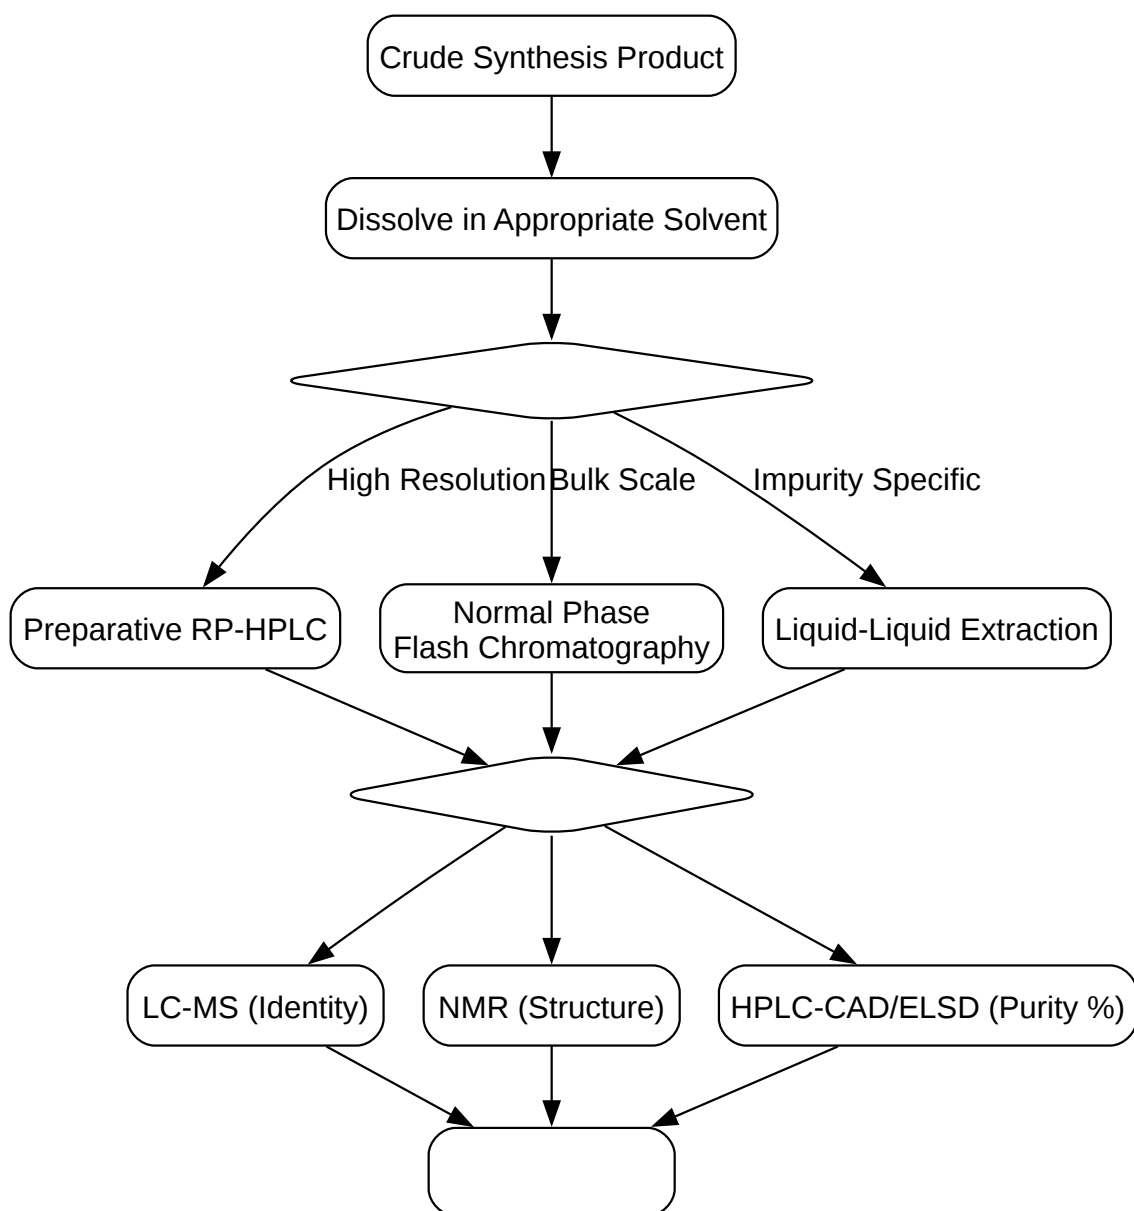 Crude Synthesis Product
Dissolve in Appropriate Solvent
High Resolution
Bulk Scale
Impurity Specific
Preparative RP-HPLC
Normal Phase
Flash Chromatography
Liquid-Liquid Extraction
LC-MS (Identity)
NMR (Structure)
HPLC-CAD/ELSD (Purity %)